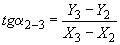 tgα₂₋₃ = (Y₃ − Y₂) / (X₃ − X₂)